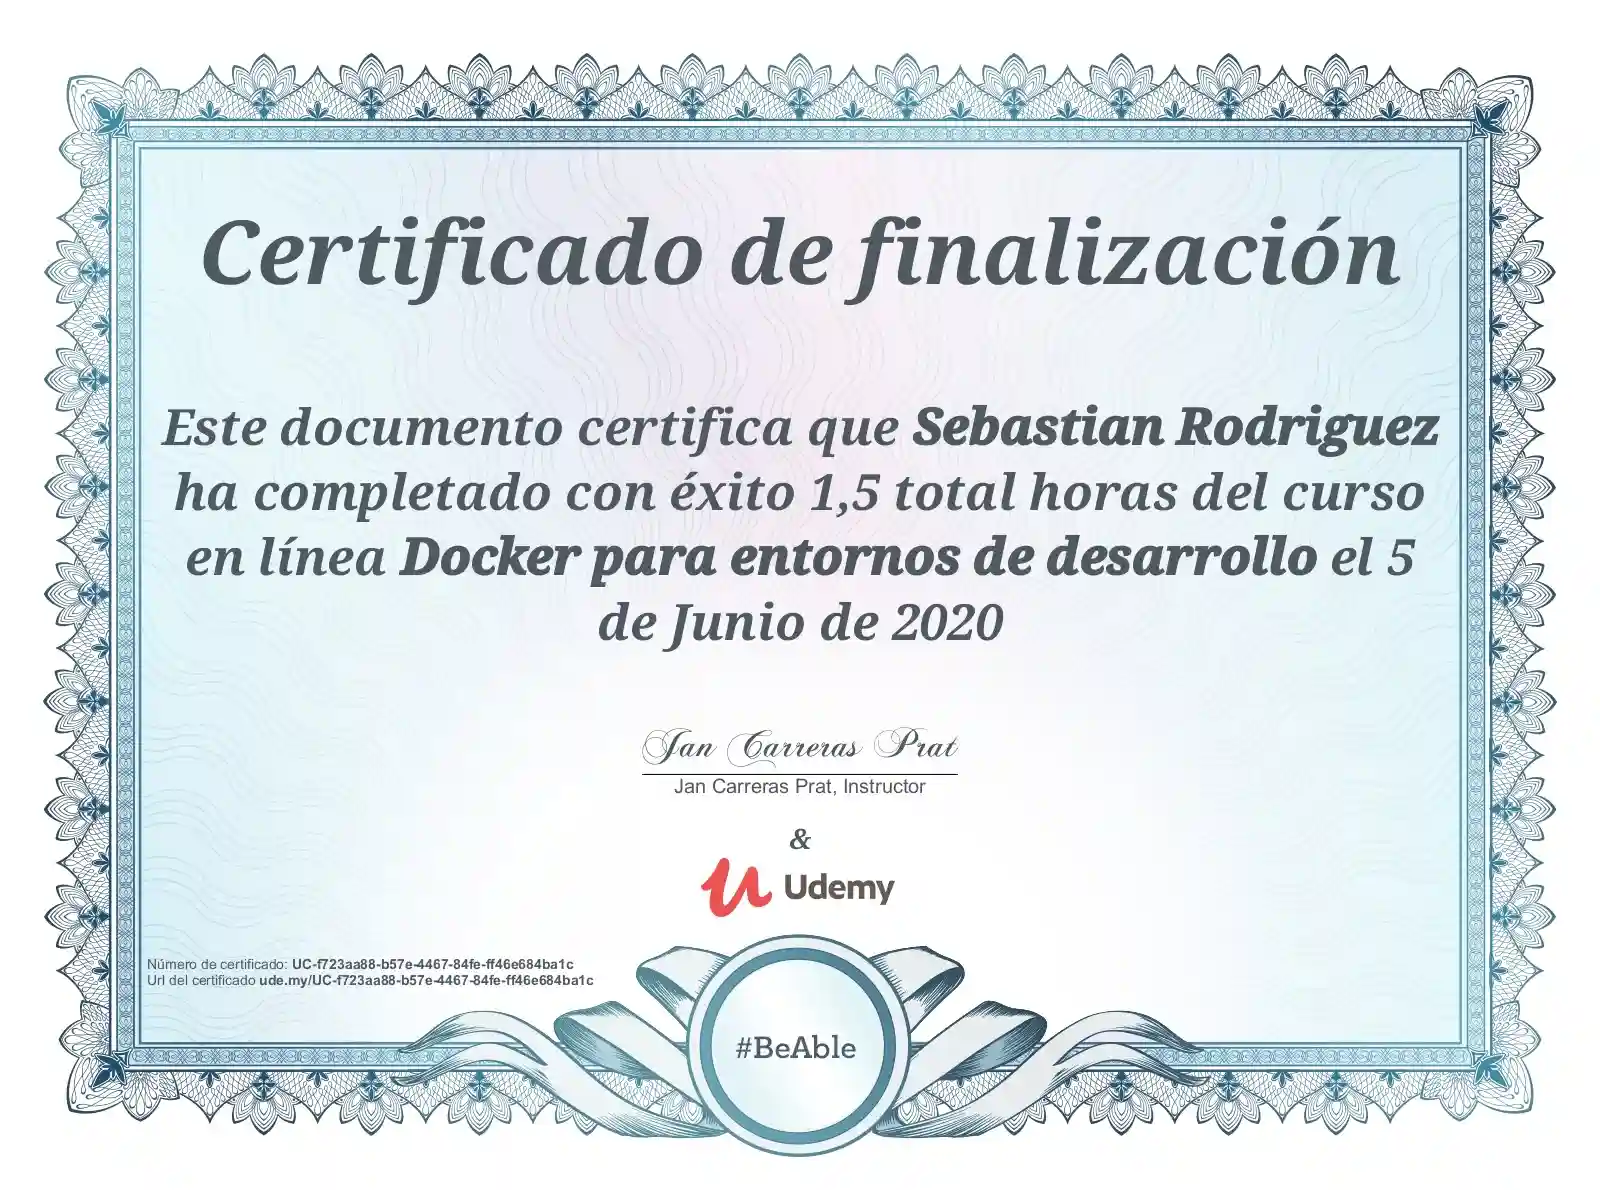 Certificado de finalización
Este documento certifica que Sebastian Rodriguez
ha completado con éxito 1,5 total horas del curso
en línea Docker para entornos de desarrollo el 5
de Junio de 2020
Jan Carreras Prat
Jan Carreras Prat, Instructor
&
Udemy
Número de certificado: UC-f723aa88-b57e-4467-84fe-ff46e684ba1c
Url del certificado ude.my/UC-f723aa88-b57e-4467-84fe-ff46e684ba1c
#BeAble